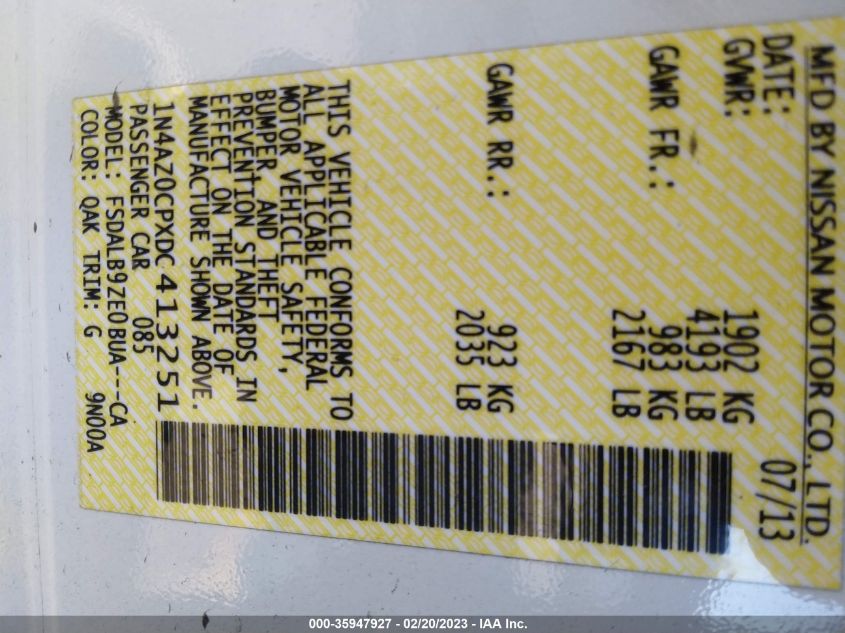 MFD BY NISSAN MOTOR CO., LTD.
DATE: 07/13
GVWR: 1902 KG
4193 LB
GAWR FR.: 983 KG
2167 LB
GAWR RR.: 923 KG
2035 LB
THIS VEHICLE CONFORMS TO
ALL APPLICABLE FEDERAL
MOTOR VEHICLE SAFETY,
BUMPER, AND THEFT
PREVENTION STANDARDS IN
EFFECT ON THE DATE OF
MANUFACTURE SHOWN ABOVE.
1N4AZ0CPXDC413251
PASSENGER CAR 085
MODEL: FSDALB9ZE0BUA---CA
COLOR: QAK TRIM: G 9N00A
000-35947927 - 02/20/2023 - IAA Inc.